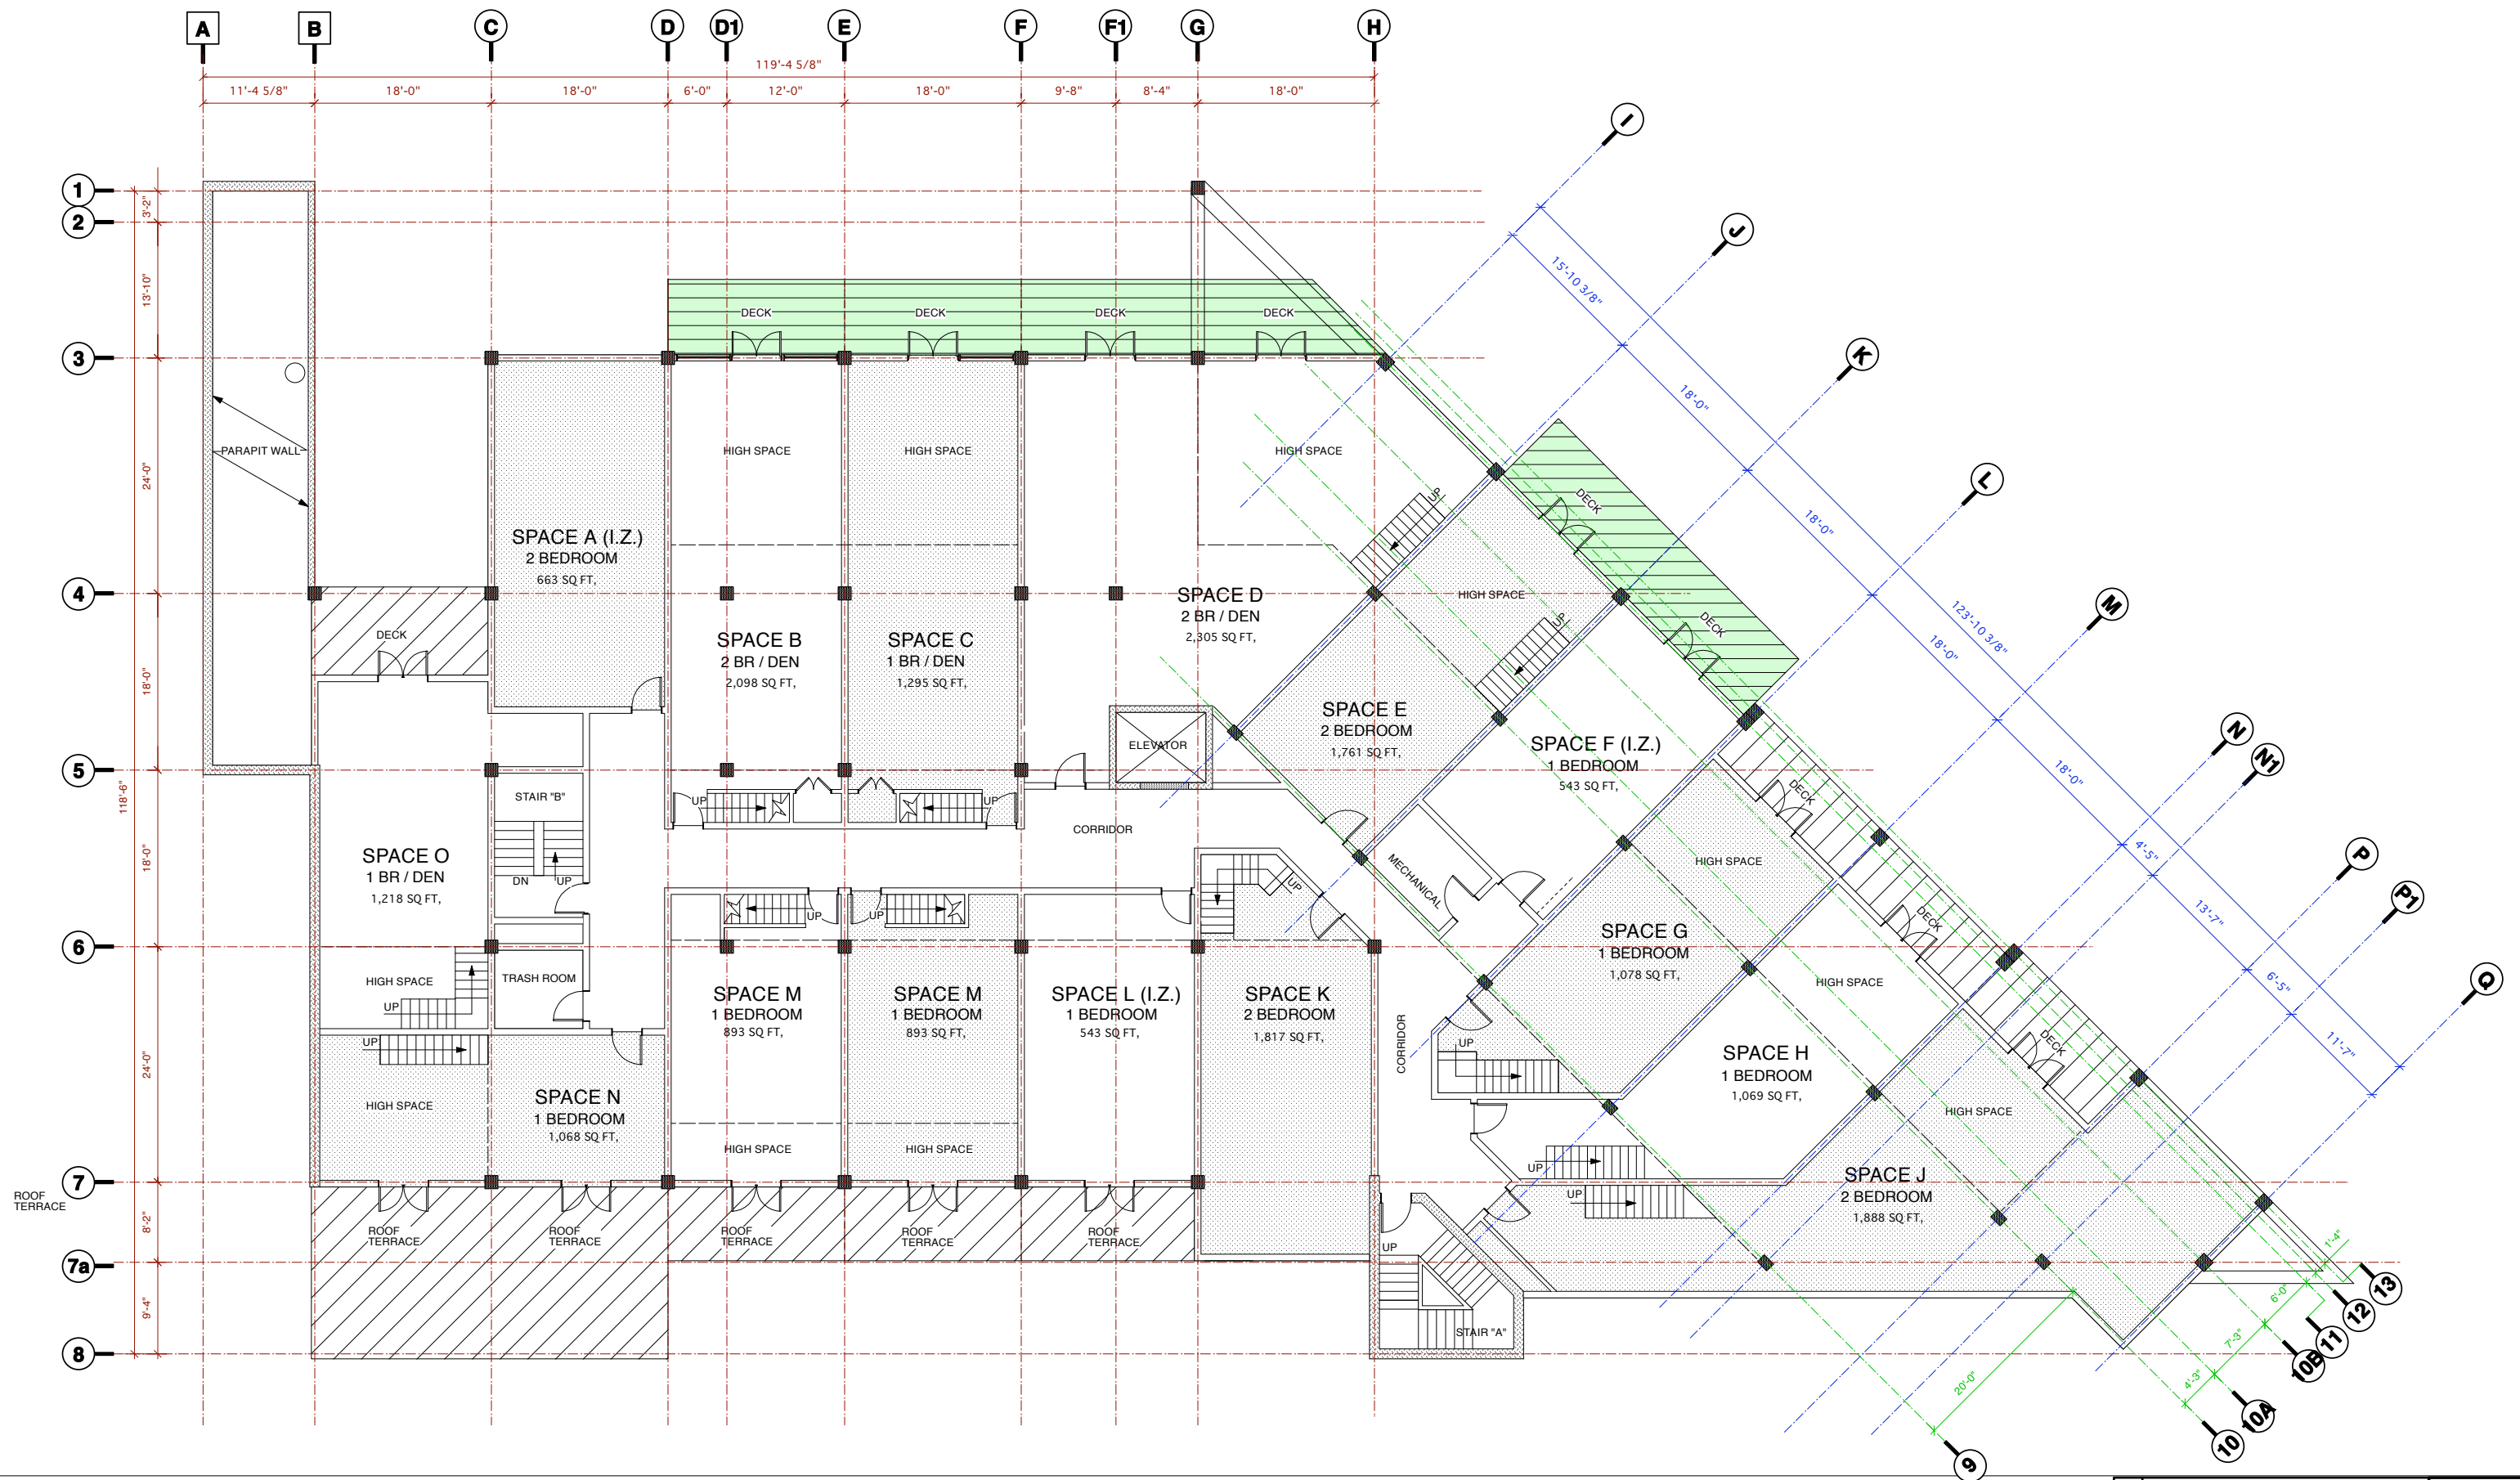 A
B
C
D
D1
E
F
F1
G
H
119'-4 5/8"
11'-4 5/8"
18'-0"
18'-0"
6'-0"
12'-0"
18'-0"
9'-8"
8'-4"
18'-0"
I
J
K
L
M
N
N1
P
P1
Q
15'-10 3/8"
18'-0"
18'-0"
18'-0"
18'-0"
4'-5"
13'-7"
6'-5"
11'-7"
123'-10 3/8"
1
2
3
4
5
6
7
7a
8
3'-2"
13'-10"
24'-0"
18'-0"
18'-0"
24'-0"
8'-2"
9'-4"
118'-6"
DECK
DECK
DECK
DECK
PARAPIT WALL
HIGH SPACE
HIGH SPACE
HIGH SPACE
SPACE A (I.Z.)
2 BEDROOM
663 SQ FT,
SPACE B
2 BR / DEN
2,098 SQ FT,
SPACE C
1 BR / DEN
1,295 SQ FT,
SPACE D
2 BR / DEN
2,305 SQ FT,
UP
DECK
HIGH SPACE
UP
DECK
SPACE E
2 BEDROOM
1,761 SQ FT,
SPACE F (I.Z.)
1 BEDROOM
543 SQ FT,
DECK
ELEVATOR
STAIR "B"
UP
UP
CORRIDOR
DECK
SPACE O
1 BR / DEN
1,218 SQ FT,
DN
UP
UP
UP
UP
MECHANICAL
HIGH SPACE
DECK
SPACE G
1 BEDROOM
1,078 SQ FT,
HIGH SPACE
HIGH SPACE
UP
TRASH ROOM
SPACE M
1 BEDROOM
893 SQ FT,
SPACE M
1 BEDROOM
893 SQ FT,
SPACE L (I.Z.)
1 BEDROOM
543 SQ FT,
SPACE K
2 BEDROOM
1,817 SQ FT,
CORRIDOR
UP
SPACE H
1 BEDROOM
1,069 SQ FT,
DECK
UP
HIGH SPACE
SPACE N
1 BEDROOM
1,068 SQ FT,
HIGH SPACE
HIGH SPACE
HIGH SPACE
UP
UP
SPACE J
2 BEDROOM
1,888 SQ FT,
ROOF
TERRACE
ROOF
TERRACE
ROOF
TERRACE
ROOF
TERRACE
ROOF
TERRACE
ROOF
TERRACE
UP
STAIR "A"
1'-4"
6'-0"
7'-3"
4'-3"
20'-0"
13
12
11
10B
10A
10
9